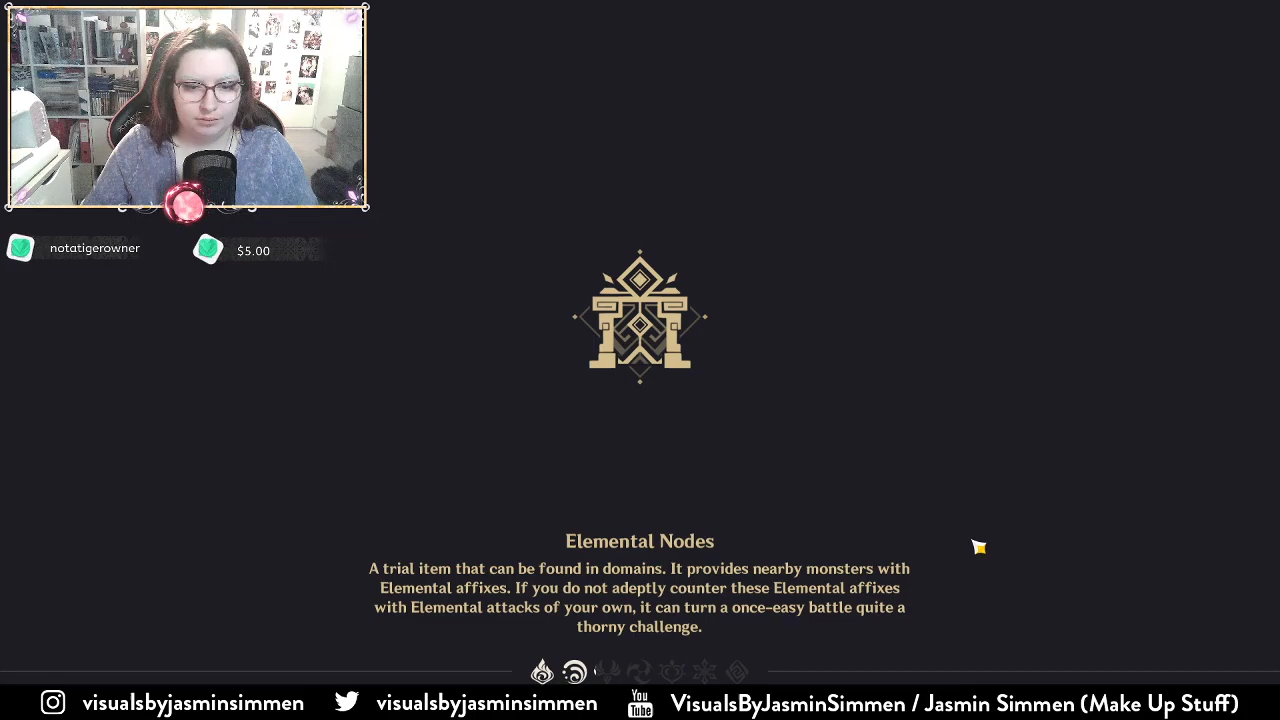 notatigerowner
$5.00
Elemental Nodes
A trial item that can be found in domains. It provides nearby monsters with
Elemental affixes. If you do not adeptly counter these Elemental affixes
with Elemental attacks of your own, it can turn a once-easy battle quite a
thorny challenge.
visualsbyjasminsimmen
visualsbyjasminsimmen
You
Tube
VisualsByJasminSimmen / Jasmin Simmen (Make Up Stuff)